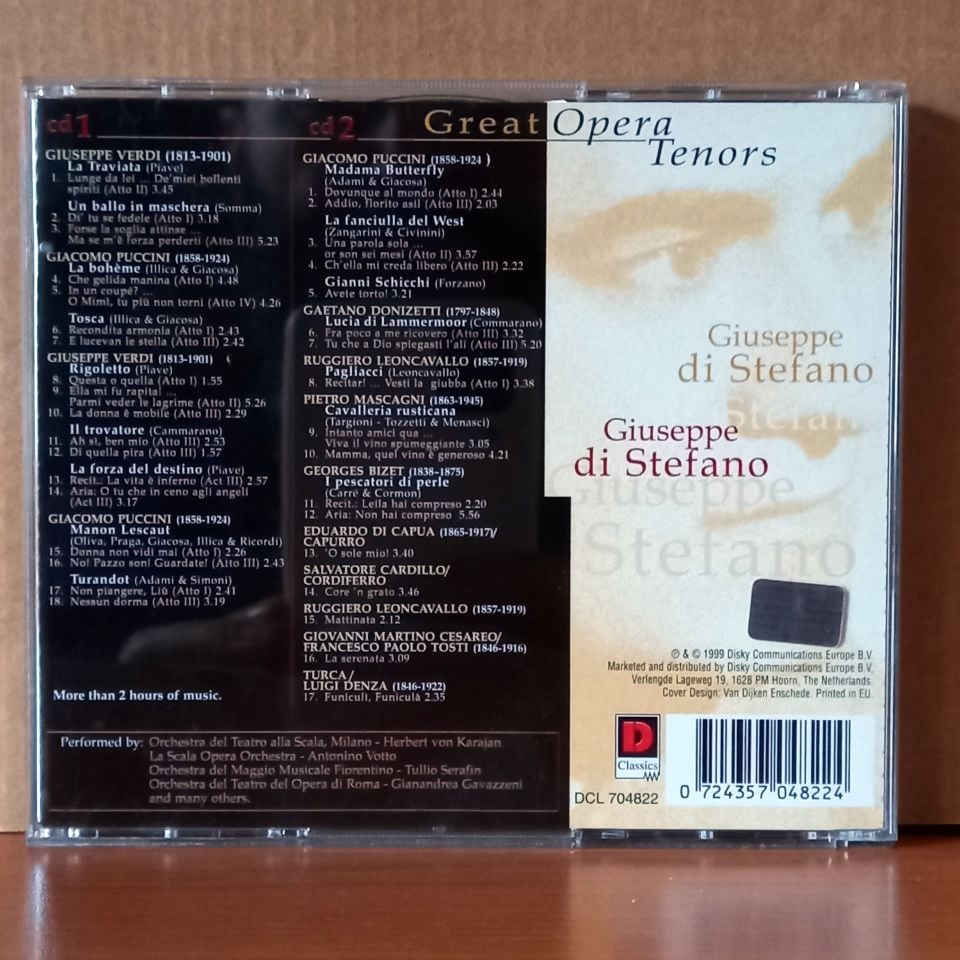 cd 1
GIUSEPPE VERDI (1813-1901)
La Traviata (Piave)
1. Lunge da lei ... De'miei bollenti
spiriti (Atto II) 3.45
Un ballo in maschera (Somma)
2. Di' tu se fedele (Atto I) 3.18
3. Forse la soglia attinse ...
Ma se m'è forza perderti (Atto III) 5.23
GIACOMO PUCCINI (1858-1924)
La bohème (Illica & Giacosa)
4. Che gelida manina (Atto I) 4.48
5. In un coupè? ...
O Mimì, tu più non torni (Atto IV) 4.26
Tosca (Illica & Giacosa)
6. Recondita armonia (Atto I) 2.43
7. E lucevan le stella (Atto III) 2.42
GIUSEPPE VERDI (1813-1901)
Rigoletto (Piave)
8. Questa o quella (Atto I) 1.55
9. Ella mi fu rapita! ...
Parmi veder le lagrime (Atto II) 5.26
10. La donna è mobile (Atto III) 2.29
Il trovatore (Cammarano)
11. Ah sì, ben mio (Atto III) 2.53
12. Di quella pira (Atto III) 1.57
La forza del destino (Piave)
13. Recit.: La vita è inferno (Act III) 2.57
14. Aria: O tu che in ceno agli angeli
(Act III) 3.17
GIACOMO PUCCINI (1858-1924)
Manon Lescaut
(Oliva, Praga, Giacosa, Illica & Ricordi)
15. Donna non vidi mai (Atto I) 2.26
16. No! Pazzo son! Guardate! (Atto III) 2.43
Turandot (Adami & Simoni)
17. Non piangere, Liù (Atto I) 2.41
18. Nessun dorma (Atto III) 3.19
More than 2 hours of music.
cd 2
GIACOMO PUCCINI (1858-1924 )
Madama Butterfly
(Adami & Giacosa)
1. Dovunque al mondo (Atto I) 2.44
2. Addio, fiorito asil (Atto III) 2.03
La fanciulla del West
(Zangarini & Civinini)
3. Una parola sola ...
or son sei mesi (Atto II) 3.57
4. Ch'ella mi creda libero (Atto III) 2.22
Gianni Schicchi (Forzano)
5. Avete torto! 3.21
GAETANO DONIZETTI (1797-1848)
Lucia di Lammermoor (Commarano)
6. Fra poco a me ricovero (Atto III) 3.32
7. Tu che a Dio spiegasti l'ali (Atto III) 5.20
RUGGIERO LEONCAVALLO (1857-1919)
Pagliacci (Leoncavallo)
8. Recitar! ... Vesti la giubba (Atto I) 3.38
PIETRO MASCAGNI (1863-1945)
Cavalleria rusticana
(Targioni - Tozzetti & Menasci)
9. Intanto amici qua ...
Viva il vino spumeggiante 3.05
10. Mamma, quel vino è generoso 4.21
GEORGES BIZET (1838-1875)
I pescatori di perle
(Carré & Cormon)
11. Recit.: Leila hai compreso 2.20
12. Aria: Non hai compreso 5.56
EDUARDO DI CAPUA (1865-1917)/
CAPURRO
13. 'O sole mio! 3.40
SALVATORE CARDILLO/
CORDIFERRO
14. Core 'n grato 3.46
RUGGIERO LEONCAVALLO (1857-1919)
15. Mattinata 2.12
GIOVANNI MARTINO CESAREO/
FRANCESCO PAOLO TOSTI (1846-1916)
16. La serenata 3.09
TURCA/
LUIGI DENZA (1846-1922)
17. Funiculì, Funiculà 2.35
Performed by: Orchestra del Teatro alla Scala, Milano - Herbert von Karajan
La Scala Opera Orchestra - Antonino Votto
Orchestra del Maggio Musicale Fiorentino - Tullio Serafin
Orchestra del Teatro del Opera di Roma - Gianandrea Gavazzeni
and many others.
Great Opera
Tenors
Giuseppe
di Stefano
Stefan
Giuseppe
di Stefano
Giuseppe
Stefano
℗ & © 1999 Disky Communications Europe B.V.
Marketed and distributed by Disky Communications Europe B.V,
Verlengde Lageweg 19, 1628 PM Hoorn, The Netherlands.
Cover Design: Van Dijken Enschede. Printed in EU.
D
Classics
DCL 704822
0 724357 048224